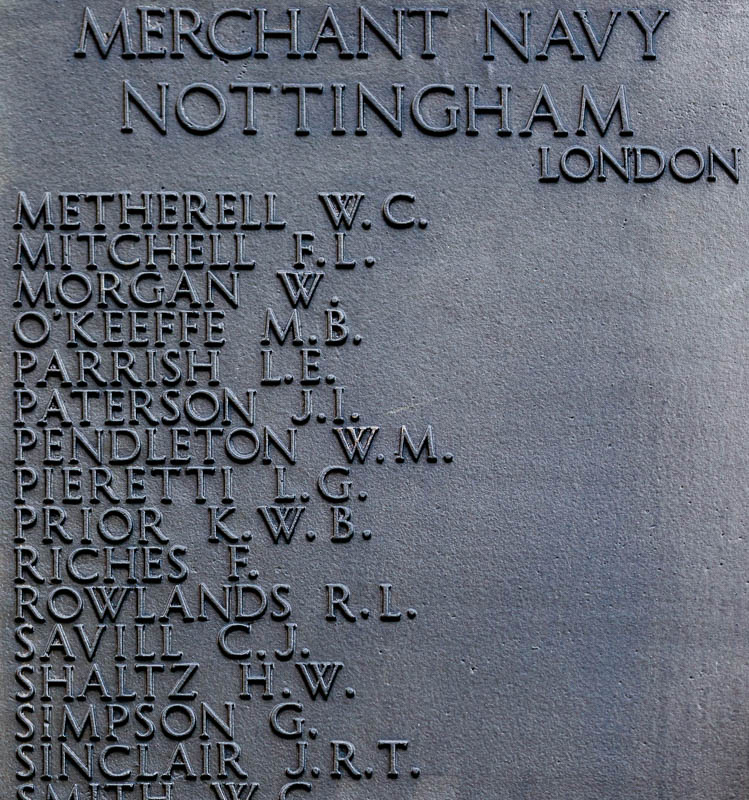 MERCHANT NAVY
NOTTINGHAM
LONDON
METHERELL W.C.
MITCHELL F.L.
MORGAN W.
O'KEEFFE M.B.
PARRISH L.E.
PATERSON J.I.
PENDLETON W.M.
PIERETTI L.G.
PRIOR K.W.B.
RICHES F.
ROWLANDS R.L.
SAVILL C.J.
SHALTZ H.W.
SIMPSON G.
SINCLAIR J.R.T.
SMITH W.